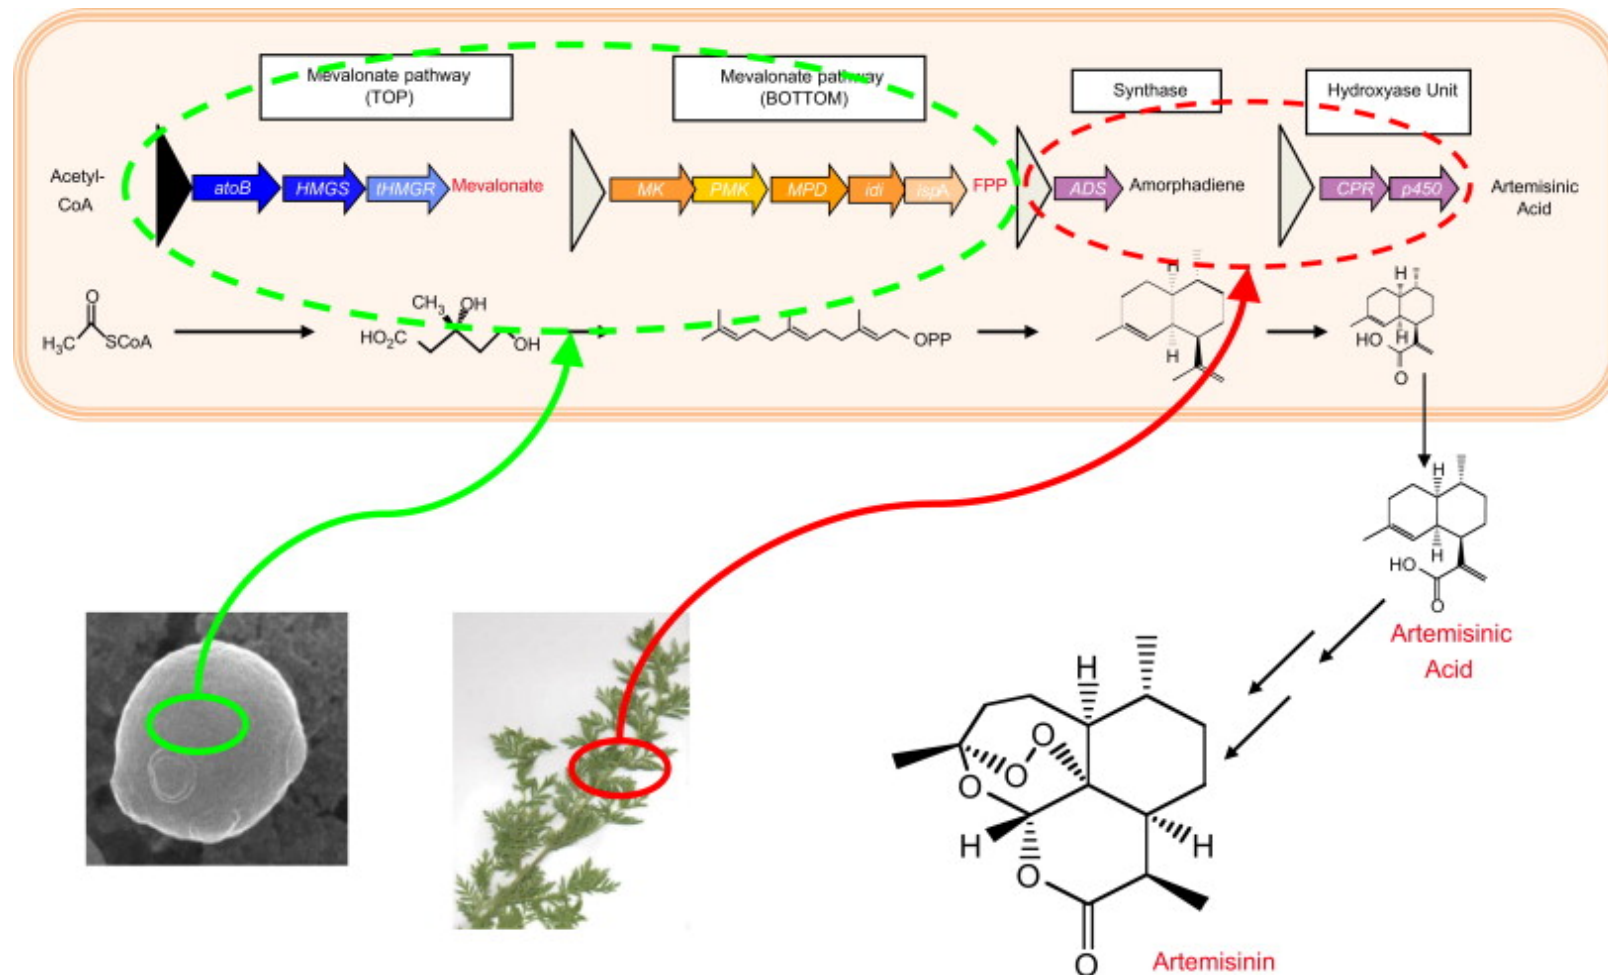 Mevalonate pathway
(TOP)
Mevalonate pathway
(BOTTOM)
Synthase
Hydroxyase Unit
Acetyl-
CoA
atoB
HMGS
tHMGR
Mevalonate
MK
PMK
MPD
idi
ispA
FPP
ADS
Amorphadiene
CPR
p450
Artemisinic
Acid
O
H3C
SCoA
CH3
OH
HO2C
OH
OPP
H
H
H
H
HO
O
H
H
HO
O
Artemisinic
Acid
H
O
O
O
H
H
O
O
Artemisinin